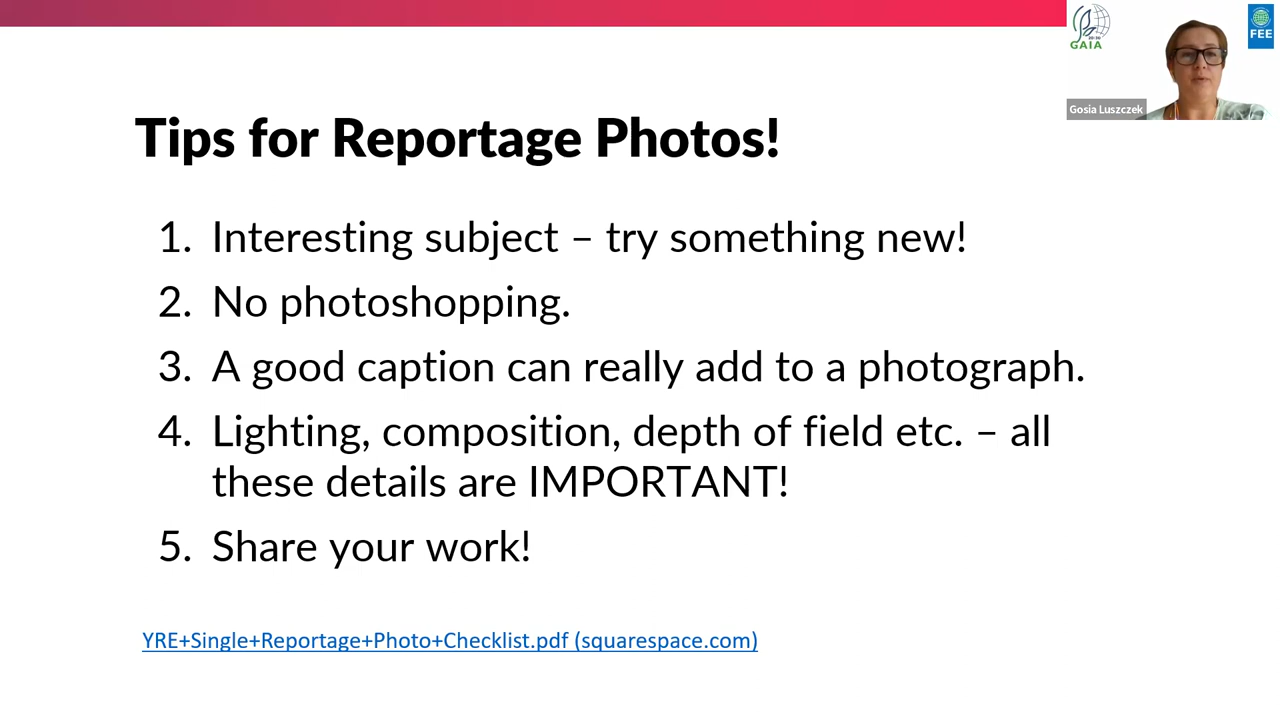 GAIA
FEE
Gosia Luszczek
Tips for Reportage Photos!
1. Interesting subject – try something new!
2. No photoshopping.
3. A good caption can really add to a photograph.
4. Lighting, composition, depth of field etc. – all
these details are IMPORTANT!
5. Share your work!
YRE+Single+Reportage+Photo+Checklist.pdf (squarespace.com)